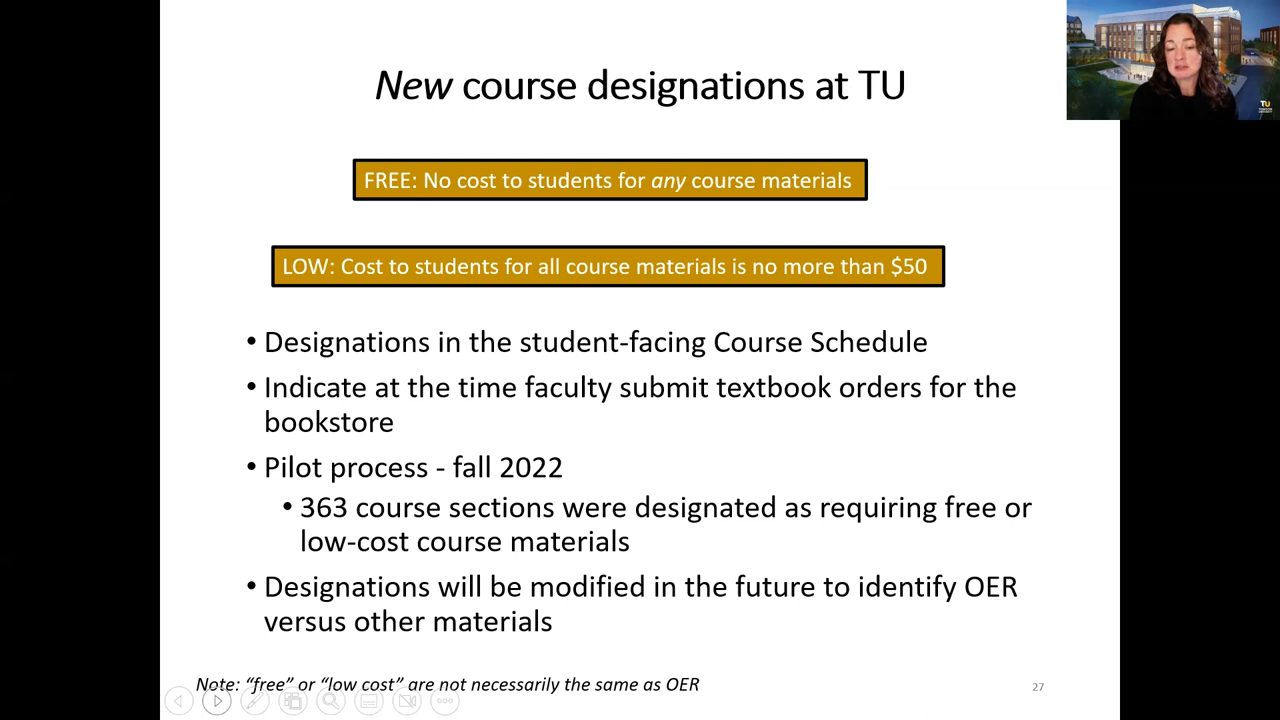 New course designations at TU
FREE: No cost to students for any course materials
LOW: Cost to students for all course materials is no more than $50
• Designations in the student-facing Course Schedule
• Indicate at the time faculty submit textbook orders for the
bookstore
• Pilot process - fall 2022
• 363 course sections were designated as requiring free or
low-cost course materials
• Designations will be modified in the future to identify OER
versus other materials
Note: “free” or “low cost” are not necessarily the same as OER
27
TU